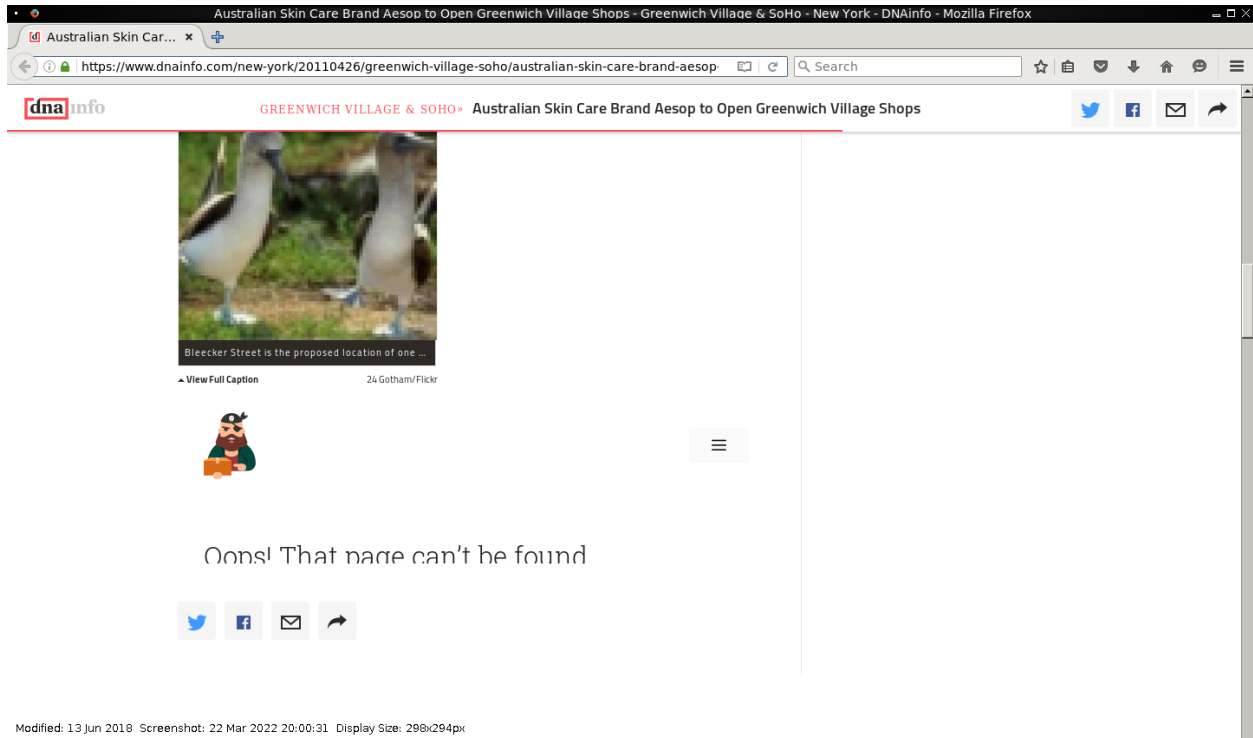 Australian Skin Care Brand Aesop to Open Greenwich Village Shops - Greenwich Village & SoHo - New York - DNAinfo - Mozilla Firefox
Australian Skin Car...
https://www.dnainfo.com/new-york/20110426/greenwich-village-soho/australian-skin-care-brand-aesop-
Search
dnainfo
GREENWICH VILLAGE & SOHO» Australian Skin Care Brand Aesop to Open Greenwich Village Shops
Bleecker Street is the proposed location of one ...
View Full Caption
24 Gotham/Flickr
Oops! That page can't be found
Modified: 13 Jun 2018 Screenshot: 22 Mar 2022 20:00:31 Display Size: 298x294px